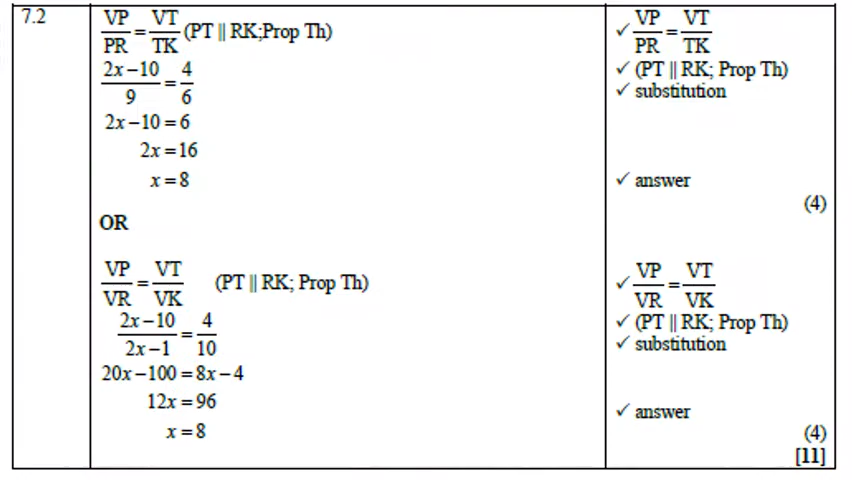 7.2
VP/PR = VT/TK (PT || RK;Prop Th)
(2x−10)/9 = 4/6
2x−10 = 6
2x = 16
x = 8
OR
VP/VR = VT/VK (PT || RK; Prop Th)
(2x−10)/(2x−1) = 4/10
20x−100 = 8x−4
12x = 96
x = 8
✓ VP/PR = VT/TK
✓ (PT || RK; Prop Th)
✓ substitution
✓ answer
(4)
✓ VP/VR = VT/VK
✓ (PT || RK; Prop Th)
✓ substitution
✓ answer
(4)
[11]